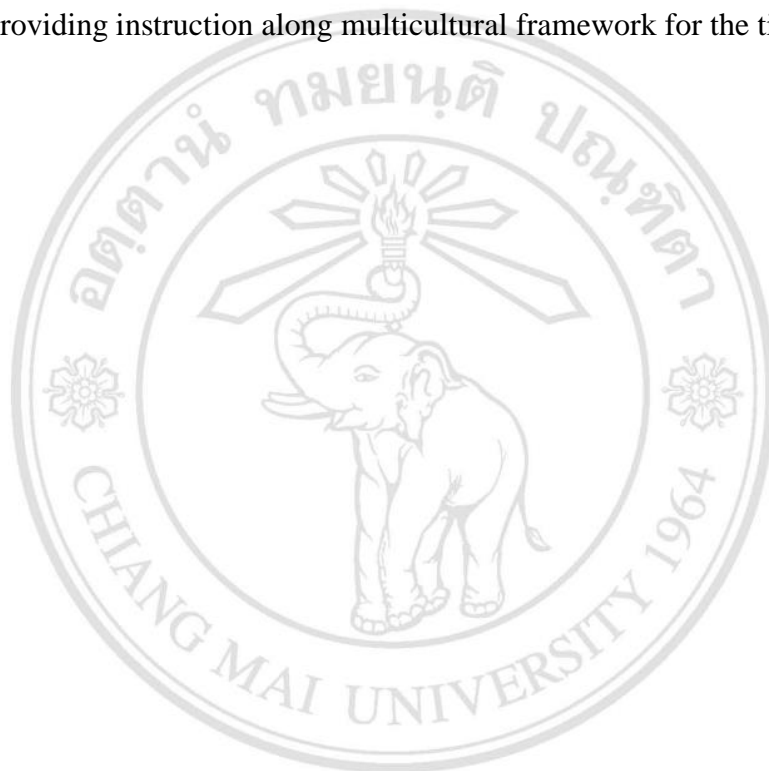 roviding instruction along multicultural framework for the ti
อตฺตานํ ทมยนฺติ ปณฺฑิตา
CHIANG MAI UNIVERSITY 1964